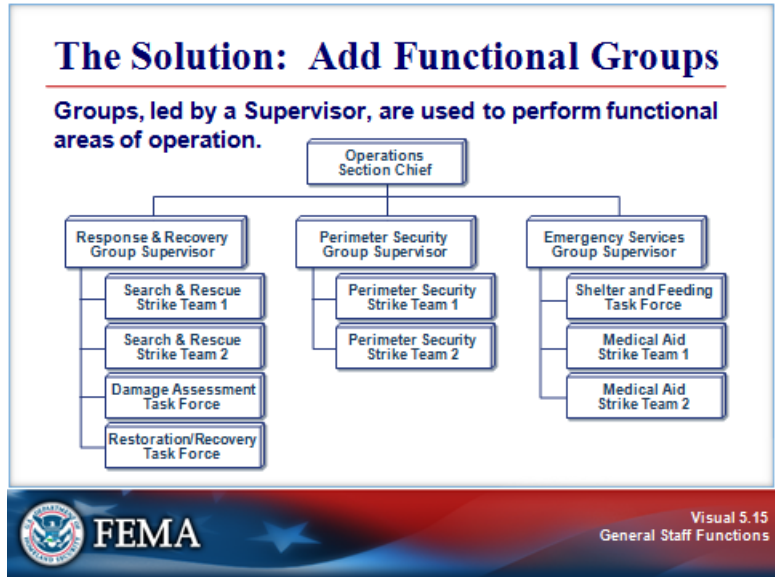 The Solution: Add Functional Groups
Groups, led by a Supervisor, are used to perform functional
areas of operation.
Operations
Section Chief
Response & Recovery
Group Supervisor
Search & Rescue
Strike Team 1
Search & Rescue
Strike Team 2
Damage Assessment
Task Force
Restoration/Recovery
Task Force
Perimeter Security
Group Supervisor
Perimeter Security
Strike Team 1
Perimeter Security
Strike Team 2
Emergency Services
Group Supervisor
Shelter and Feeding
Task Force
Medical Aid
Strike Team 1
Medical Aid
Strike Team 2
FEMA
Visual 5.15
General Staff Functions